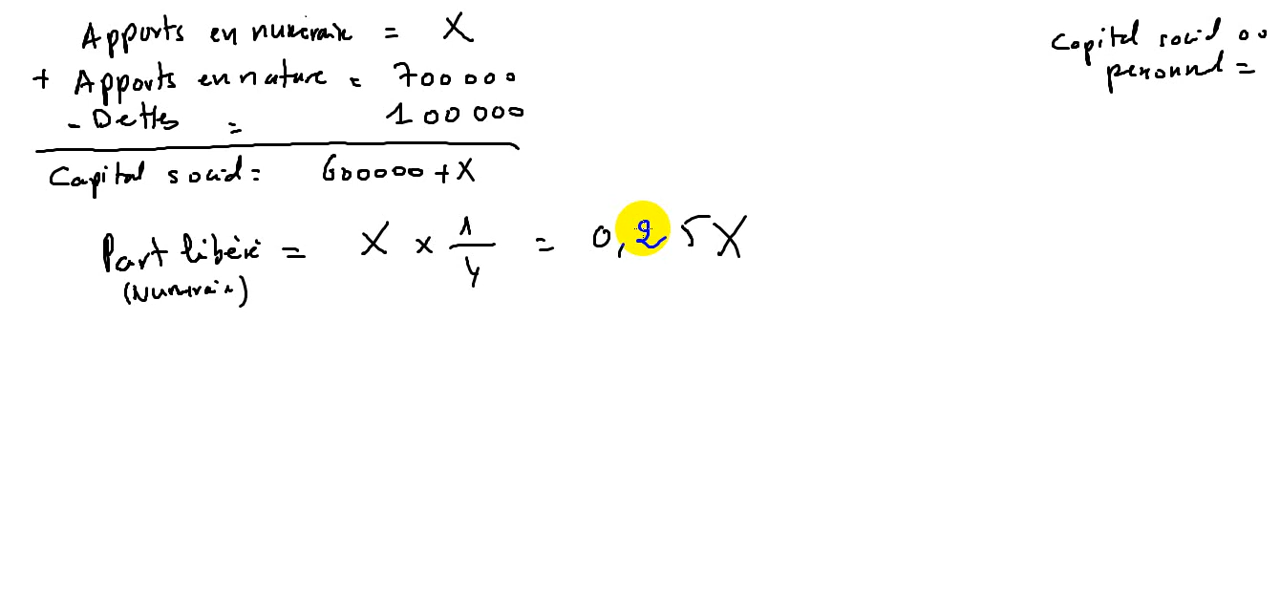 Apports en numéraire = X
+ Apports en nature = 700 000
- Dettes = 100 000
Capital social = 600000 + X
Part libéré = X x 1/4 = 0,25X
(Numéraire)
Capital social ou
personnel =